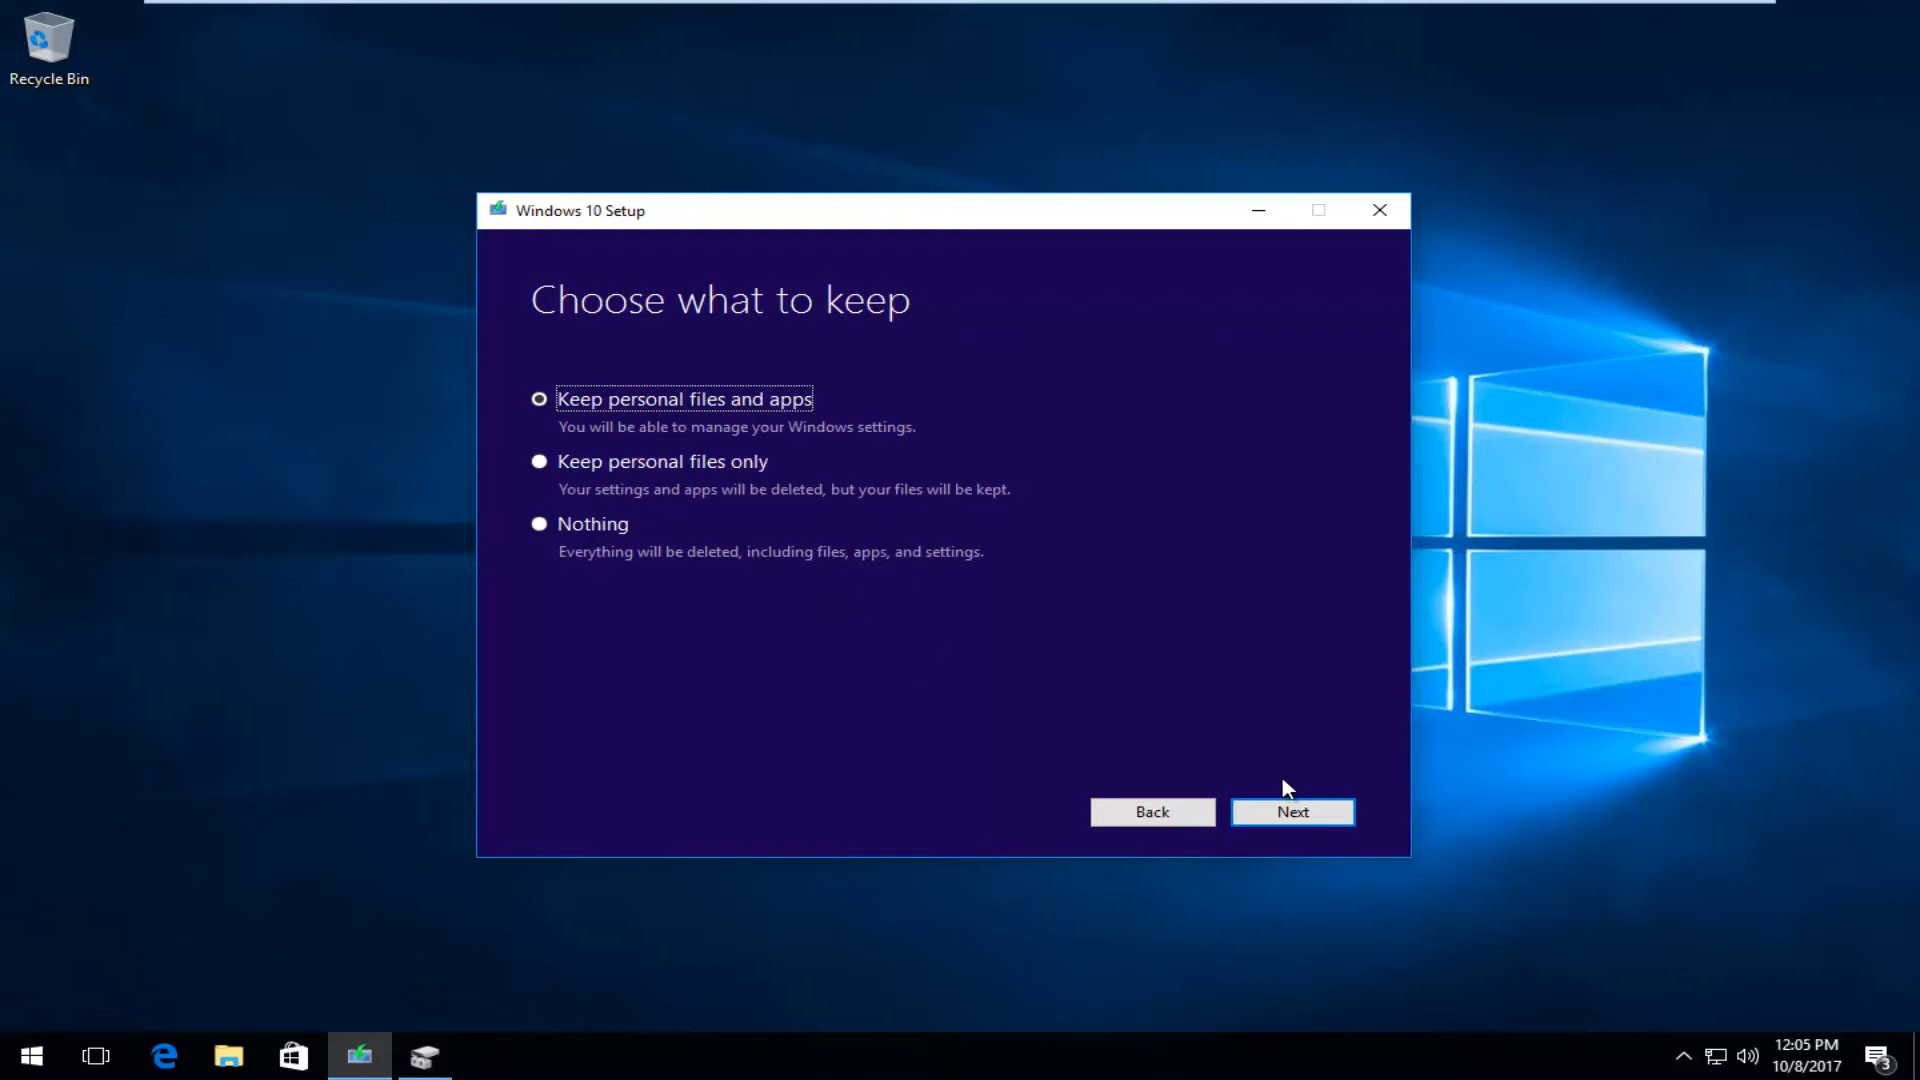 Recycle Bin
Windows 10 Setup
Choose what to keep
Keep personal files and apps
You will be able to manage your Windows settings.
Keep personal files only
Your settings and apps will be deleted, but your files will be kept.
Nothing
Everything will be deleted, including files, apps, and settings.
Back
Next
12:05 PM
10/8/2017
3